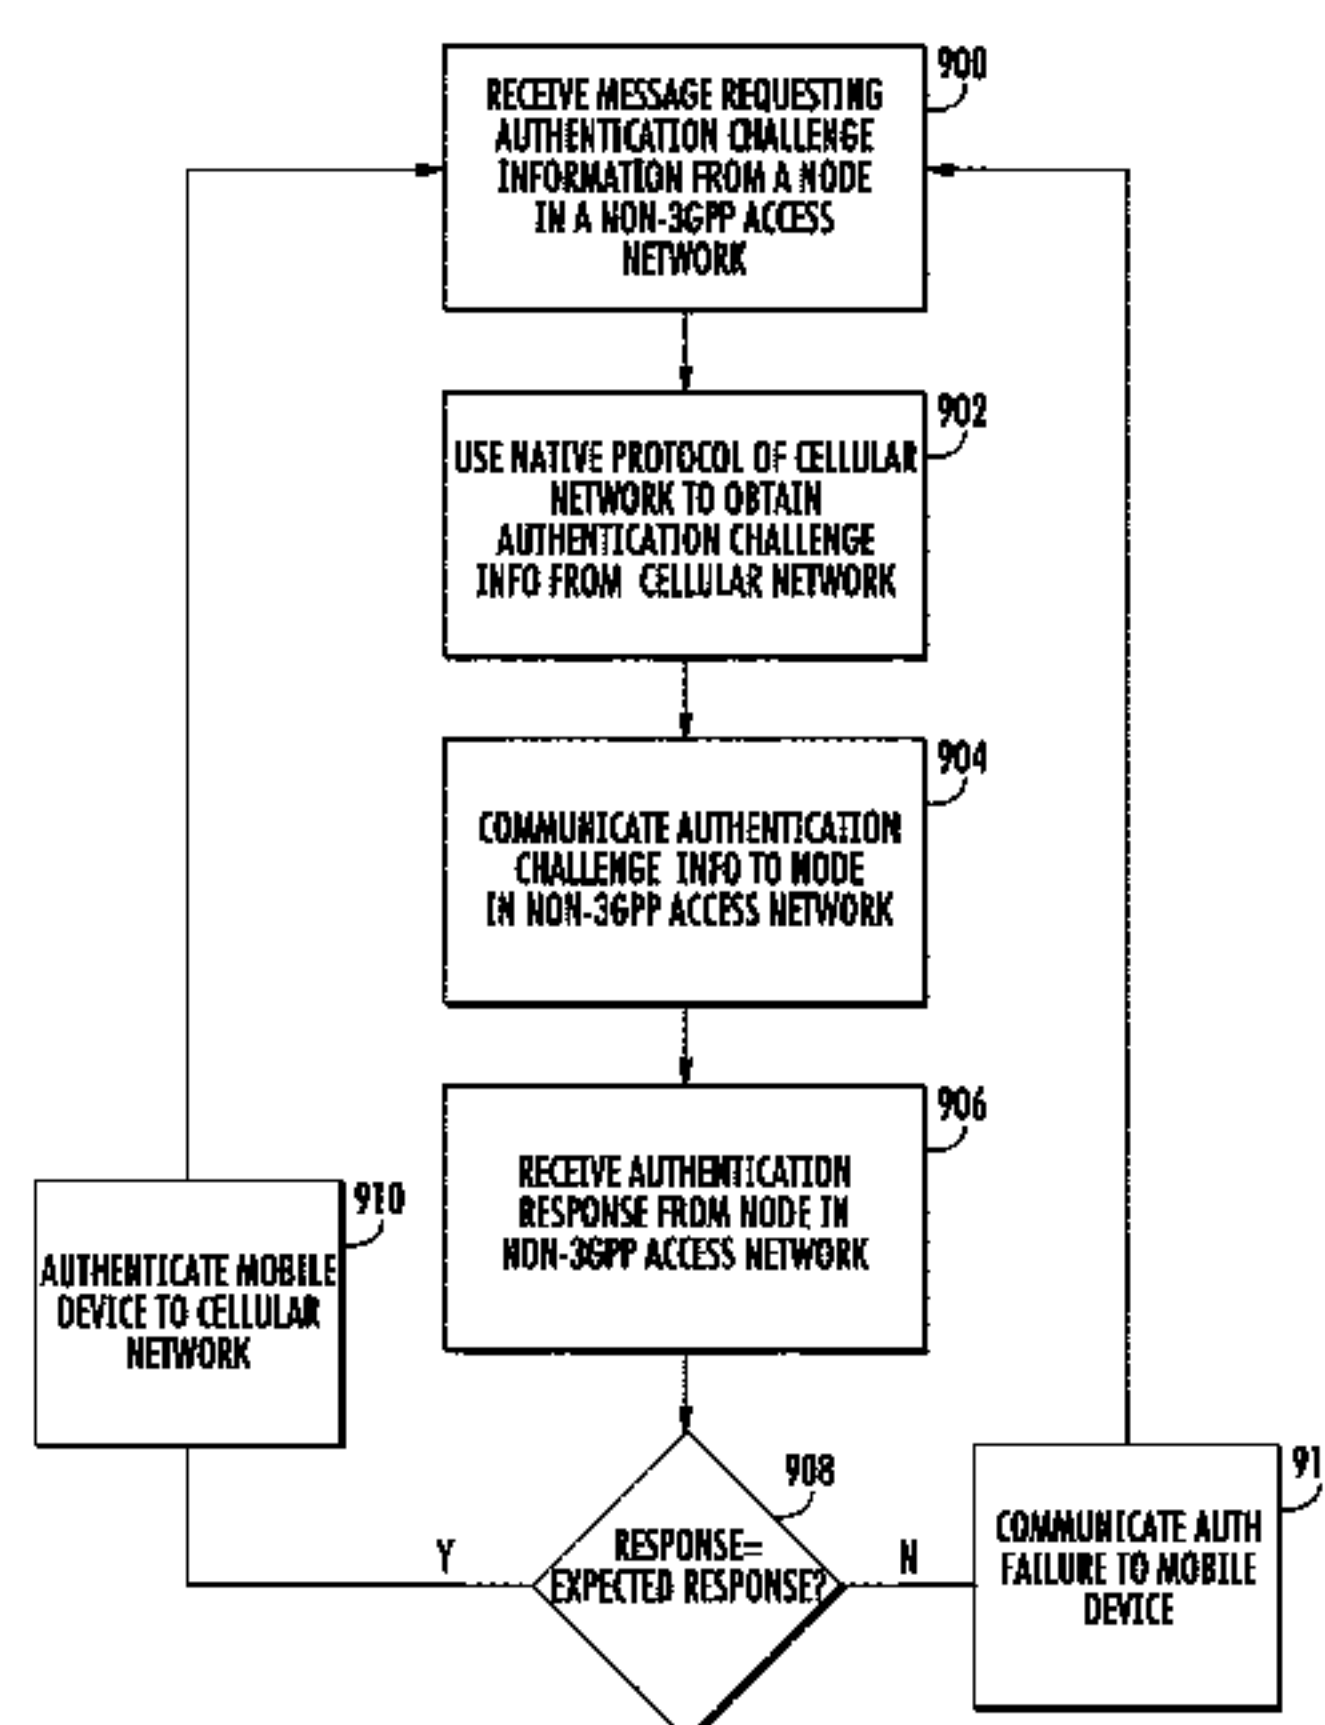 900
RECEIVE MESSAGE REQUESTING
AUTHENTICATION CHALLENGE
INFORMATION FROM A NODE
IN A NON-3GPP ACCESS
NETWORK
902
USE NATIVE PROTOCOL OF CELLULAR
NETWORK TO OBTAIN
AUTHENTICATION CHALLENGE
INFO FROM CELLULAR NETWORK
904
COMMUNICATE AUTHENTICATION
CHALLENGE INFO TO NODE
IN NON-3GPP ACCESS NETWORK
906
RECEIVE AUTHENTICATION
RESPONSE FROM NODE IN
NON-3GPP ACCESS NETWORK
910
AUTHENTICATE MOBILE
DEVICE TO CELLULAR
NETWORK
908
RESPONSE=
EXPECTED RESPONSE?
Y
N
91
COMMUNICATE AUTH
FAILURE TO MOBILE
DEVICE